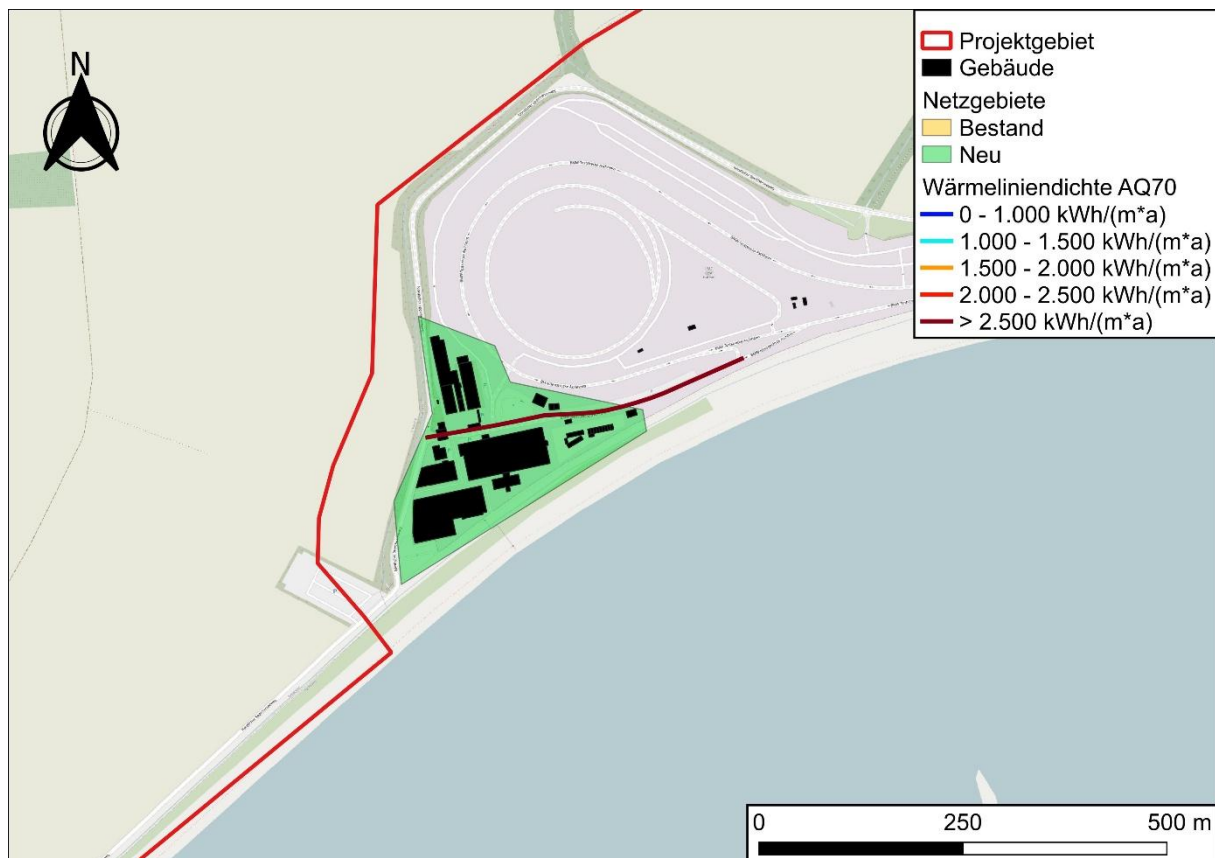 N
Projektgebiet
Gebäude
Netzgebiete
Bestand
Neu
Wärmeliniendichte AQ70
0 - 1.000 kWh/(m*a)
1.000 - 1.500 kWh/(m*a)
1.500 - 2.000 kWh/(m*a)
2.000 - 2.500 kWh/(m*a)
> 2.500 kWh/(m*a)
0 250 500 m